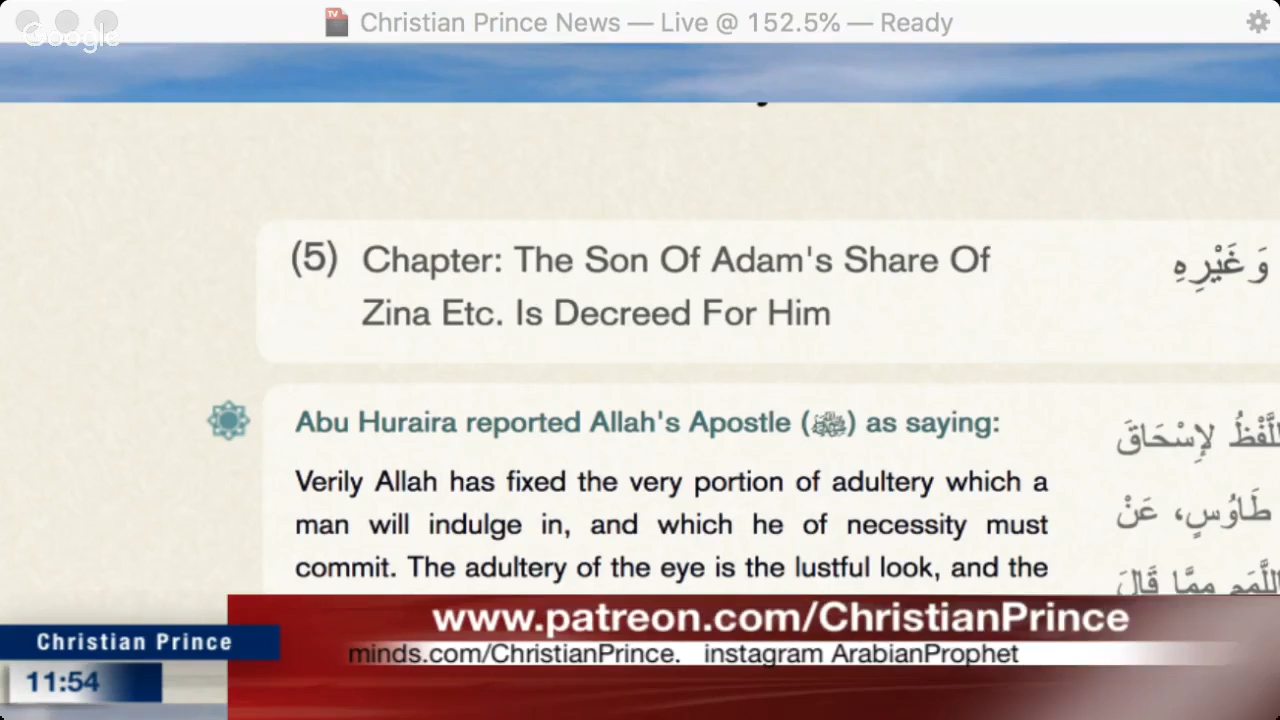 Christian Prince News — Live @ 152.5% — Ready
Google
(5) Chapter: The Son Of Adam's Share Of
Zina Etc. Is Decreed For Him
وَغَيْرِهِ
Abu Huraira reported Allah's Apostle (ﷺ) as saying:
Verily Allah has fixed the very portion of adultery which a
man will indulge in, and which he of necessity must
commit. The adultery of the eye is the lustful look, and the
لإِسْحَاقَ
طَاوُسٍ، عَنْ
مِمَّا قَالَ
www.patreon.com/ChristianPrince
minds.com/ChristianPrince. instagram ArabianProphet
Christian Prince
11:54